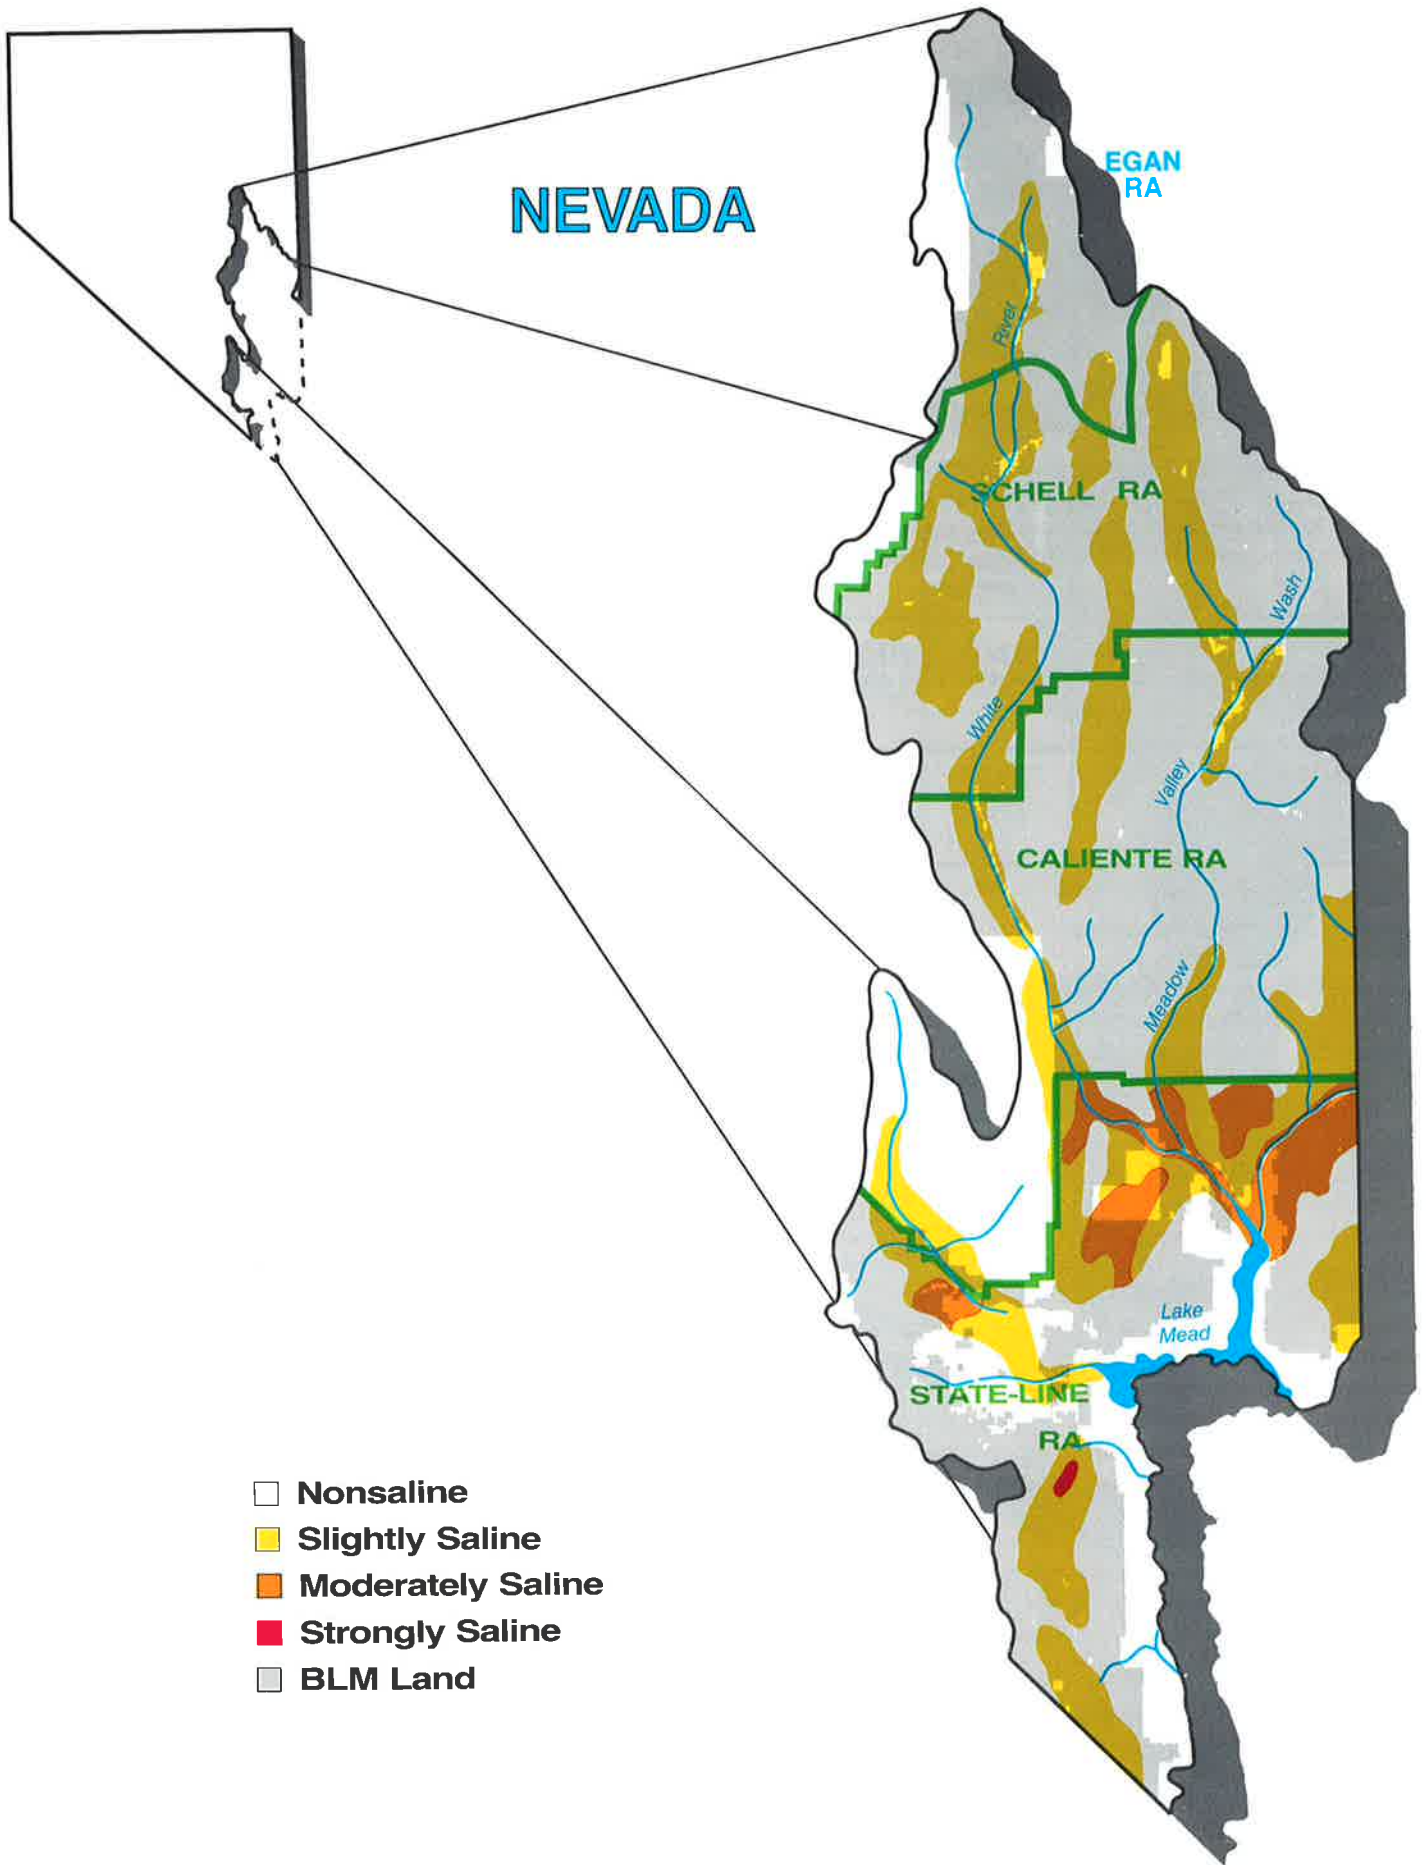 NEVADA
EGAN
RA
River
SCHELL RA
Wash
White
Valley
CALIENTE RA
Meadow
Lake
Mead
STATE-LINE
RA
Nonsaline
Slightly Saline
Moderately Saline
Strongly Saline
BLM Land